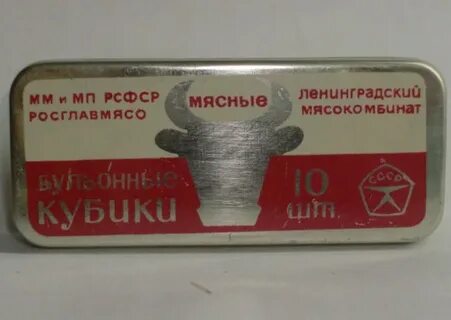 ММ и МП РСФСР
РОСГЛАВМЯСО
МЯСНЫЕ
ЛЕНИНГРАДСКИЙ
МЯСОКОМБИНАТ
БУЛЬОННЫЕ
КУБИКИ
10
шт.
СССР